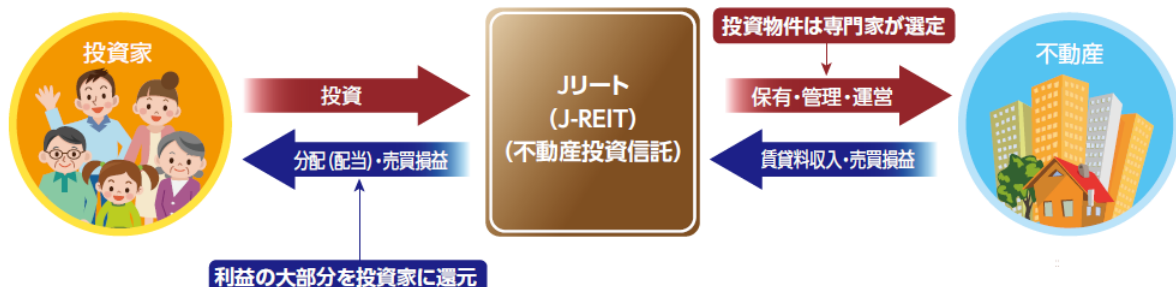 投資家
投資
分配(配当)・売買損益
利益の大部分を投資家に還元
Jリート
(J-REIT)
(不動産投資信託)
投資物件は専門家が選定
保有・管理・運営
賃貸料収入・売買損益
不動産